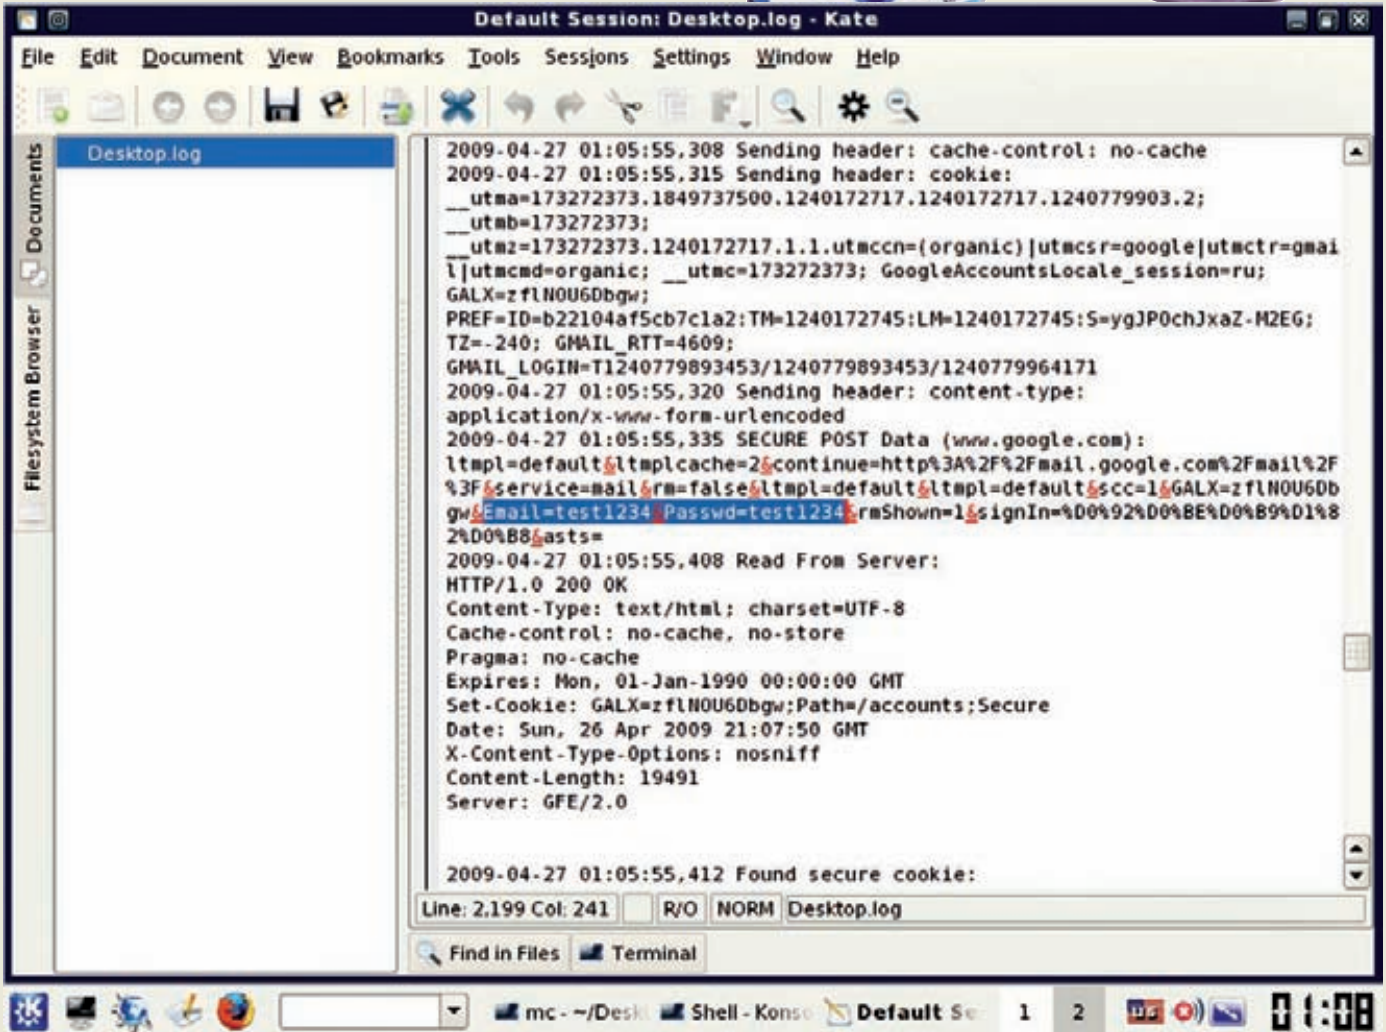 Default Session: Desktop.log - Kate
File Edit Document View Bookmarks Tools Sessions Settings Window Help
Documents
Filesystem Browser
Desktop.log
2009-04-27 01:05:55,308 Sending header: cache-control: no-cache
2009-04-27 01:05:55,315 Sending header: cookie:
__utma=173272373.1849737500.1240172717.1240172717.1240779903.2;
__utmb=173272373;
__utmz=173272373.1240172717.1.1.utmccn=(organic)|utmcsr=google|utmctr=gmai
l|utmcmd=organic; __utmc=173272373; GoogleAccountsLocale_session=ru;
GALX=zflN0U6Dbgw;
PREF=ID=b22104af5cb7c1a2:TM=1240172745:LM=1240172745:S=ygJP0chJxaZ-M2EG;
TZ=-240; GMAIL_RTT=4609;
GMAIL_LOGIN=T1240779893453/1240779893453/1240779964171
2009-04-27 01:05:55,320 Sending header: content-type:
application/x-www-form-urlencoded
2009-04-27 01:05:55,335 SECURE POST Data (www.google.com):
ltmpl=default&ltmplcache=2&continue=http%3A%2F%2Fmail.google.com%2Fmail%2F
%3F&service=mail&rm=false&ltmpl=default&ltmpl=default&scc=1&GALX=zflN0U6Db
gw&Email=test1234&Passwd=test1234&rmShown=1&signIn=%D0%92%D0%BE%D0%B9%D1%8
2%D0%B8&asts=
2009-04-27 01:05:55,408 Read From Server:
HTTP/1.0 200 OK
Content-Type: text/html; charset=UTF-8
Cache-control: no-cache, no-store
Pragma: no-cache
Expires: Mon, 01-Jan-1990 00:00:00 GMT
Set-Cookie: GALX=zflN0U6Dbgw;Path=/accounts;Secure
Date: Sun, 26 Apr 2009 21:07:50 GMT
X-Content-Type-Options: nosniff
Content-Length: 19491
Server: GFE/2.0
2009-04-27 01:05:55,412 Found secure cookie:
Line: 2,199 Col: 241 R/O NORM Desktop.log
Find in Files Terminal
mc - ~/Desk Shell - Konso Default Se 1 2 us 01:08